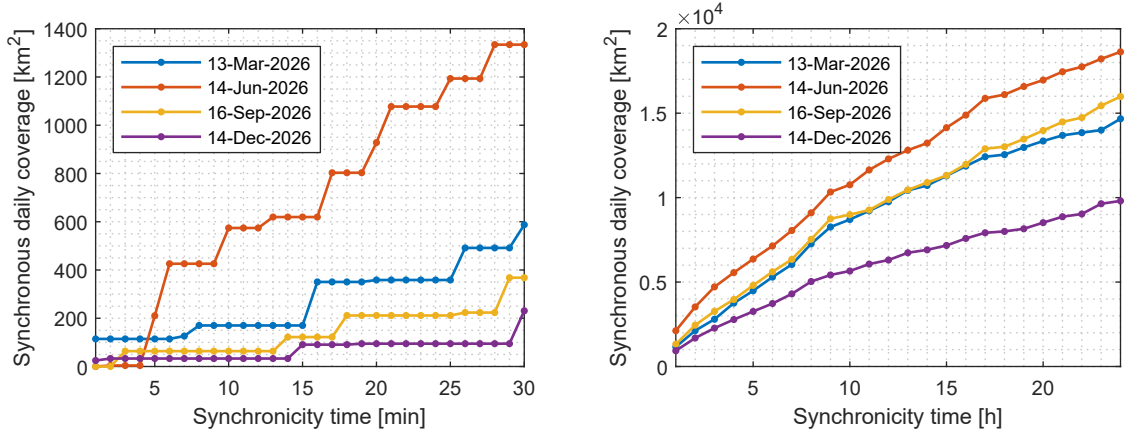 Synchronous daily coverage [km²]
1400
1200
1000
800
600
400
200
0
13-Mar-2026
14-Jun-2026
16-Sep-2026
14-Dec-2026
5 10 15 20 25 30
Synchronicity time [min]
Synchronous daily coverage [km²]
×10⁴
2
1.5
1
0.5
0
13-Mar-2026
14-Jun-2026
16-Sep-2026
14-Dec-2026
5 10 15 20
Synchronicity time [h]